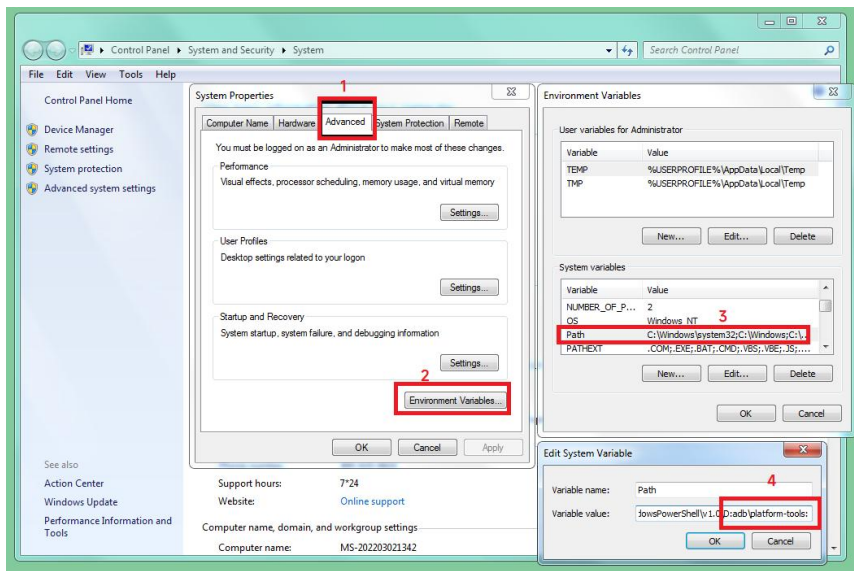 Control Panel ▸ System and Security ▸ System
Search Control Panel
File Edit View Tools Help
Control Panel Home
Device Manager
Remote settings
System protection
Advanced system settings
See also
Action Center
Windows Update
Performance Information and
Tools
1
System Properties
Computer Name Hardware Advanced System Protection Remote
You must be logged on as an Administrator to make most of these changes.
Performance
Visual effects, processor scheduling, memory usage, and virtual memory
Settings...
User Profiles
Desktop settings related to your logon
Settings...
Startup and Recovery
System startup, system failure, and debugging information
Settings...
2
Environment Variables...
OK Cancel Apply
Support hours: 7*24
Website: Online support
Computer name, domain, and workgroup settings
Computer name: MS-202203021342
Environment Variables
User variables for Administrator
Variable Value
TEMP %USERPROFILE%\AppData\Local\Temp
TMP %USERPROFILE%\AppData\Local\Temp
New... Edit... Delete
System variables
Variable Value
NUMBER_OF_P... 2
OS Windows_NT
3
Path C:\Windows\system32;C:\Windows;C:\...
PATHEXT .COM;.EXE;.BAT;.CMD;.VBS;.VBE;.JS;....
New... Edit... Delete
OK Cancel
Edit System Variable
4
Variable name: Path
Variable value: dowsPowerShell\v1.0 D:adb\platform-tools:
OK Cancel